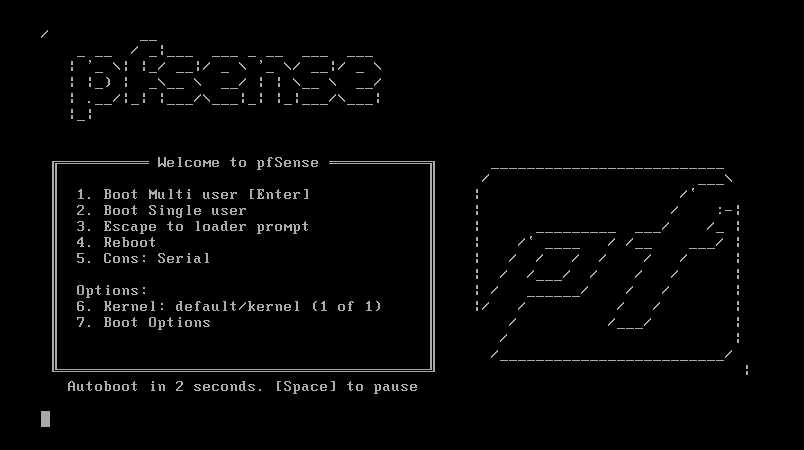 pfsense
Welcome to pfSense
1. Boot Multi user [Enter]
2. Boot Single user
3. Escape to loader prompt
4. Reboot
5. Cons: Serial
Options:
6. Kernel: default/kernel (1 of 1)
7. Boot Options
pf
Autoboot in 2 seconds. [Space] to pause